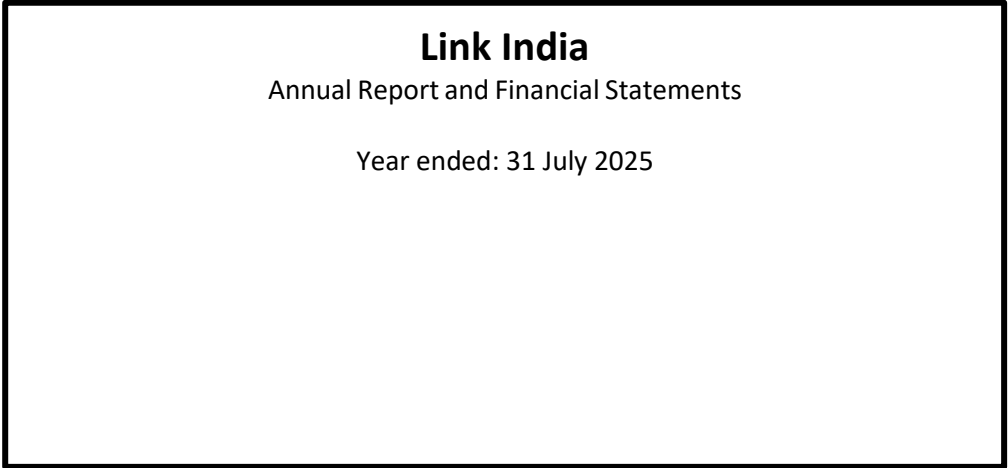 Link India
Annual Report and Financial Statements
Year ended: 31 July 2025